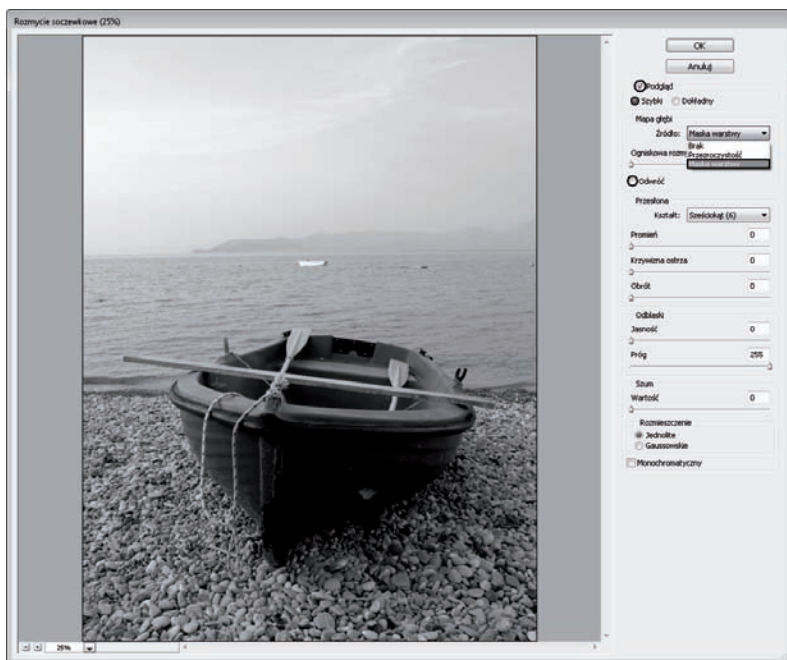 Rozmycie soczewkowe (25%)
OK
Anuluj
Podgląd
Szybki Dokładny
Mapa głębi
Źródło: Maska warstwy
Brak
Przezroczystość
Ogniskowa
Odwróć
Przesłona
Kształt: Sześciokąt (6)
Promień 0
Krzywizna ostrza 0
Obrót 0
Odblaski
Jasność 0
Próg 255
Szum
Wartość 0
Rozmieszczenie
Jednolite
Gaussowskie
Monochromatyczny
25%